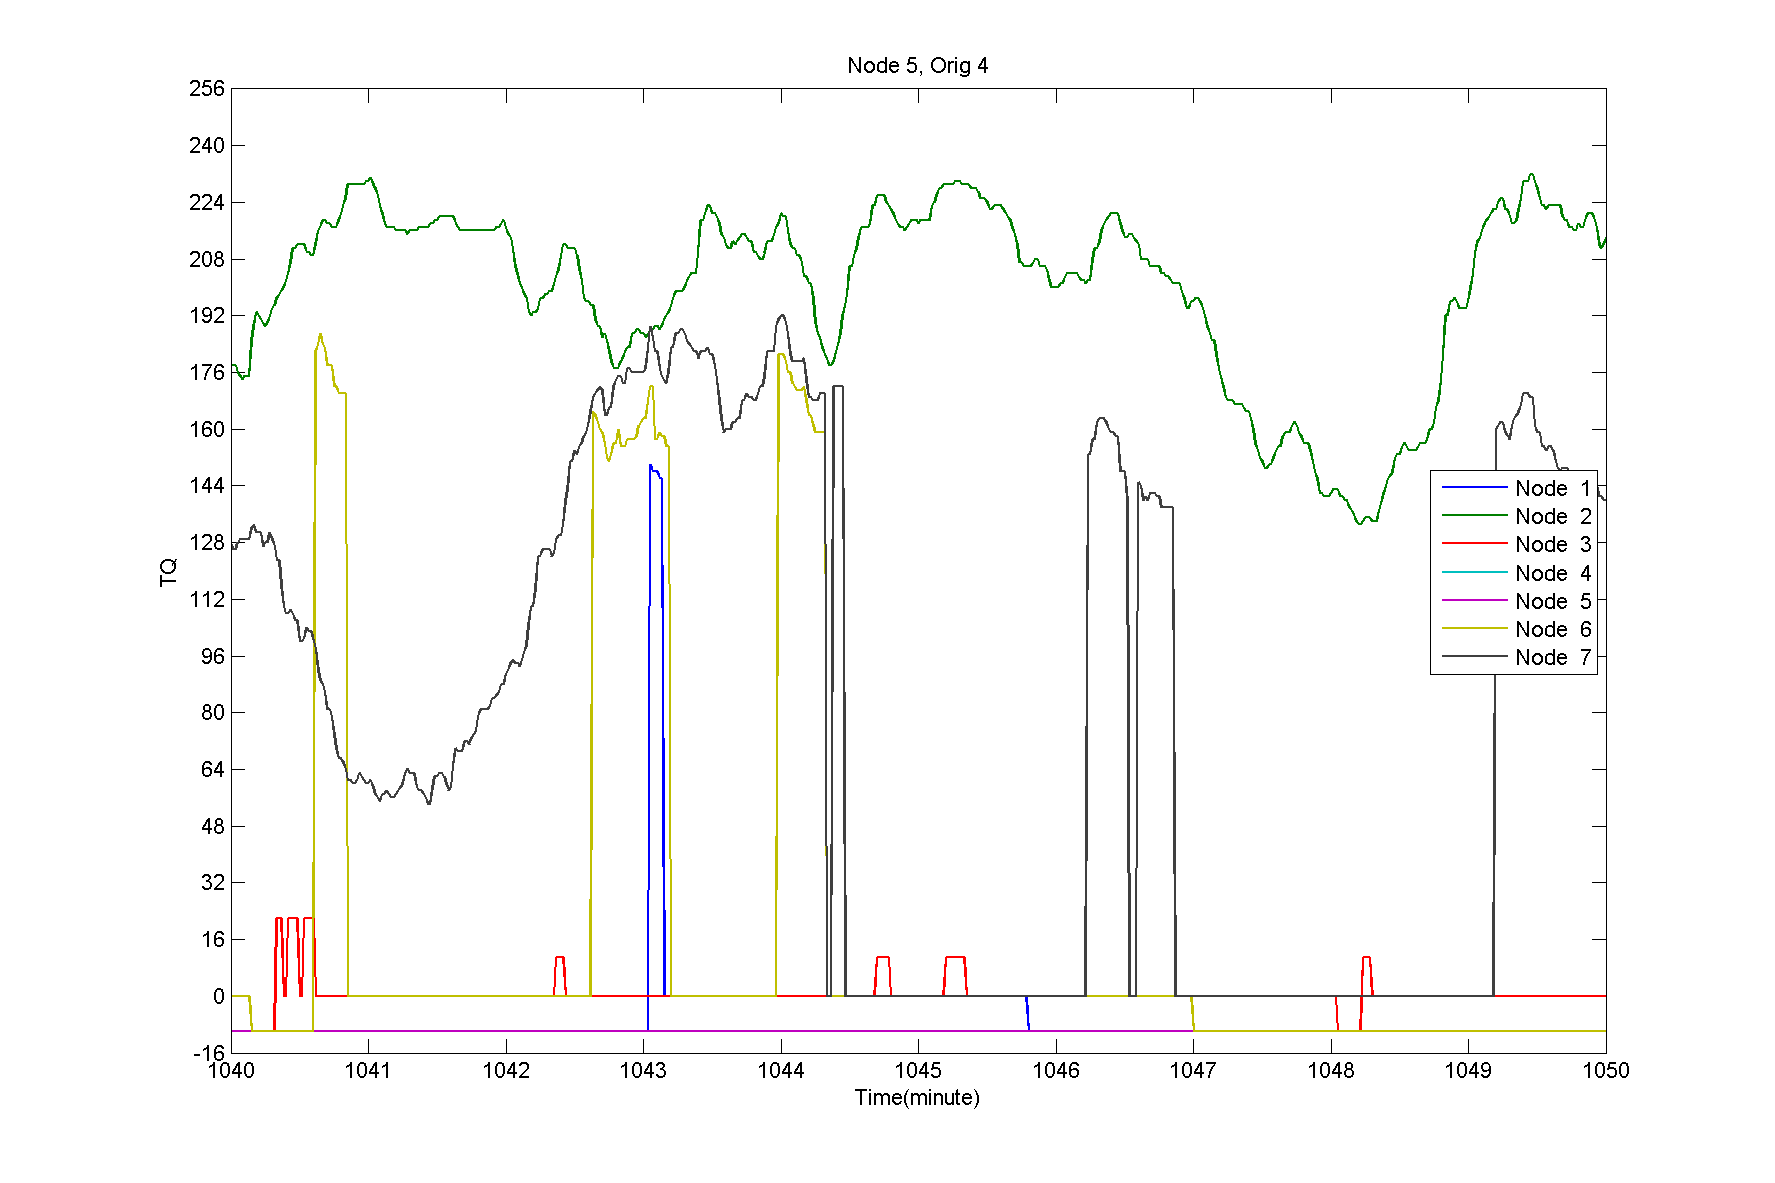 Node 5, Orig 4
256
240
224
208
192
176
160
144
128
112
96
80
64
48
32
16
0
-16
TQ
Node 1
Node 2
Node 3
Node 4
Node 5
Node 6
Node 7
1040 1041 1042 1043 1044 1045 1046 1047 1048 1049 1050
Time(minute)